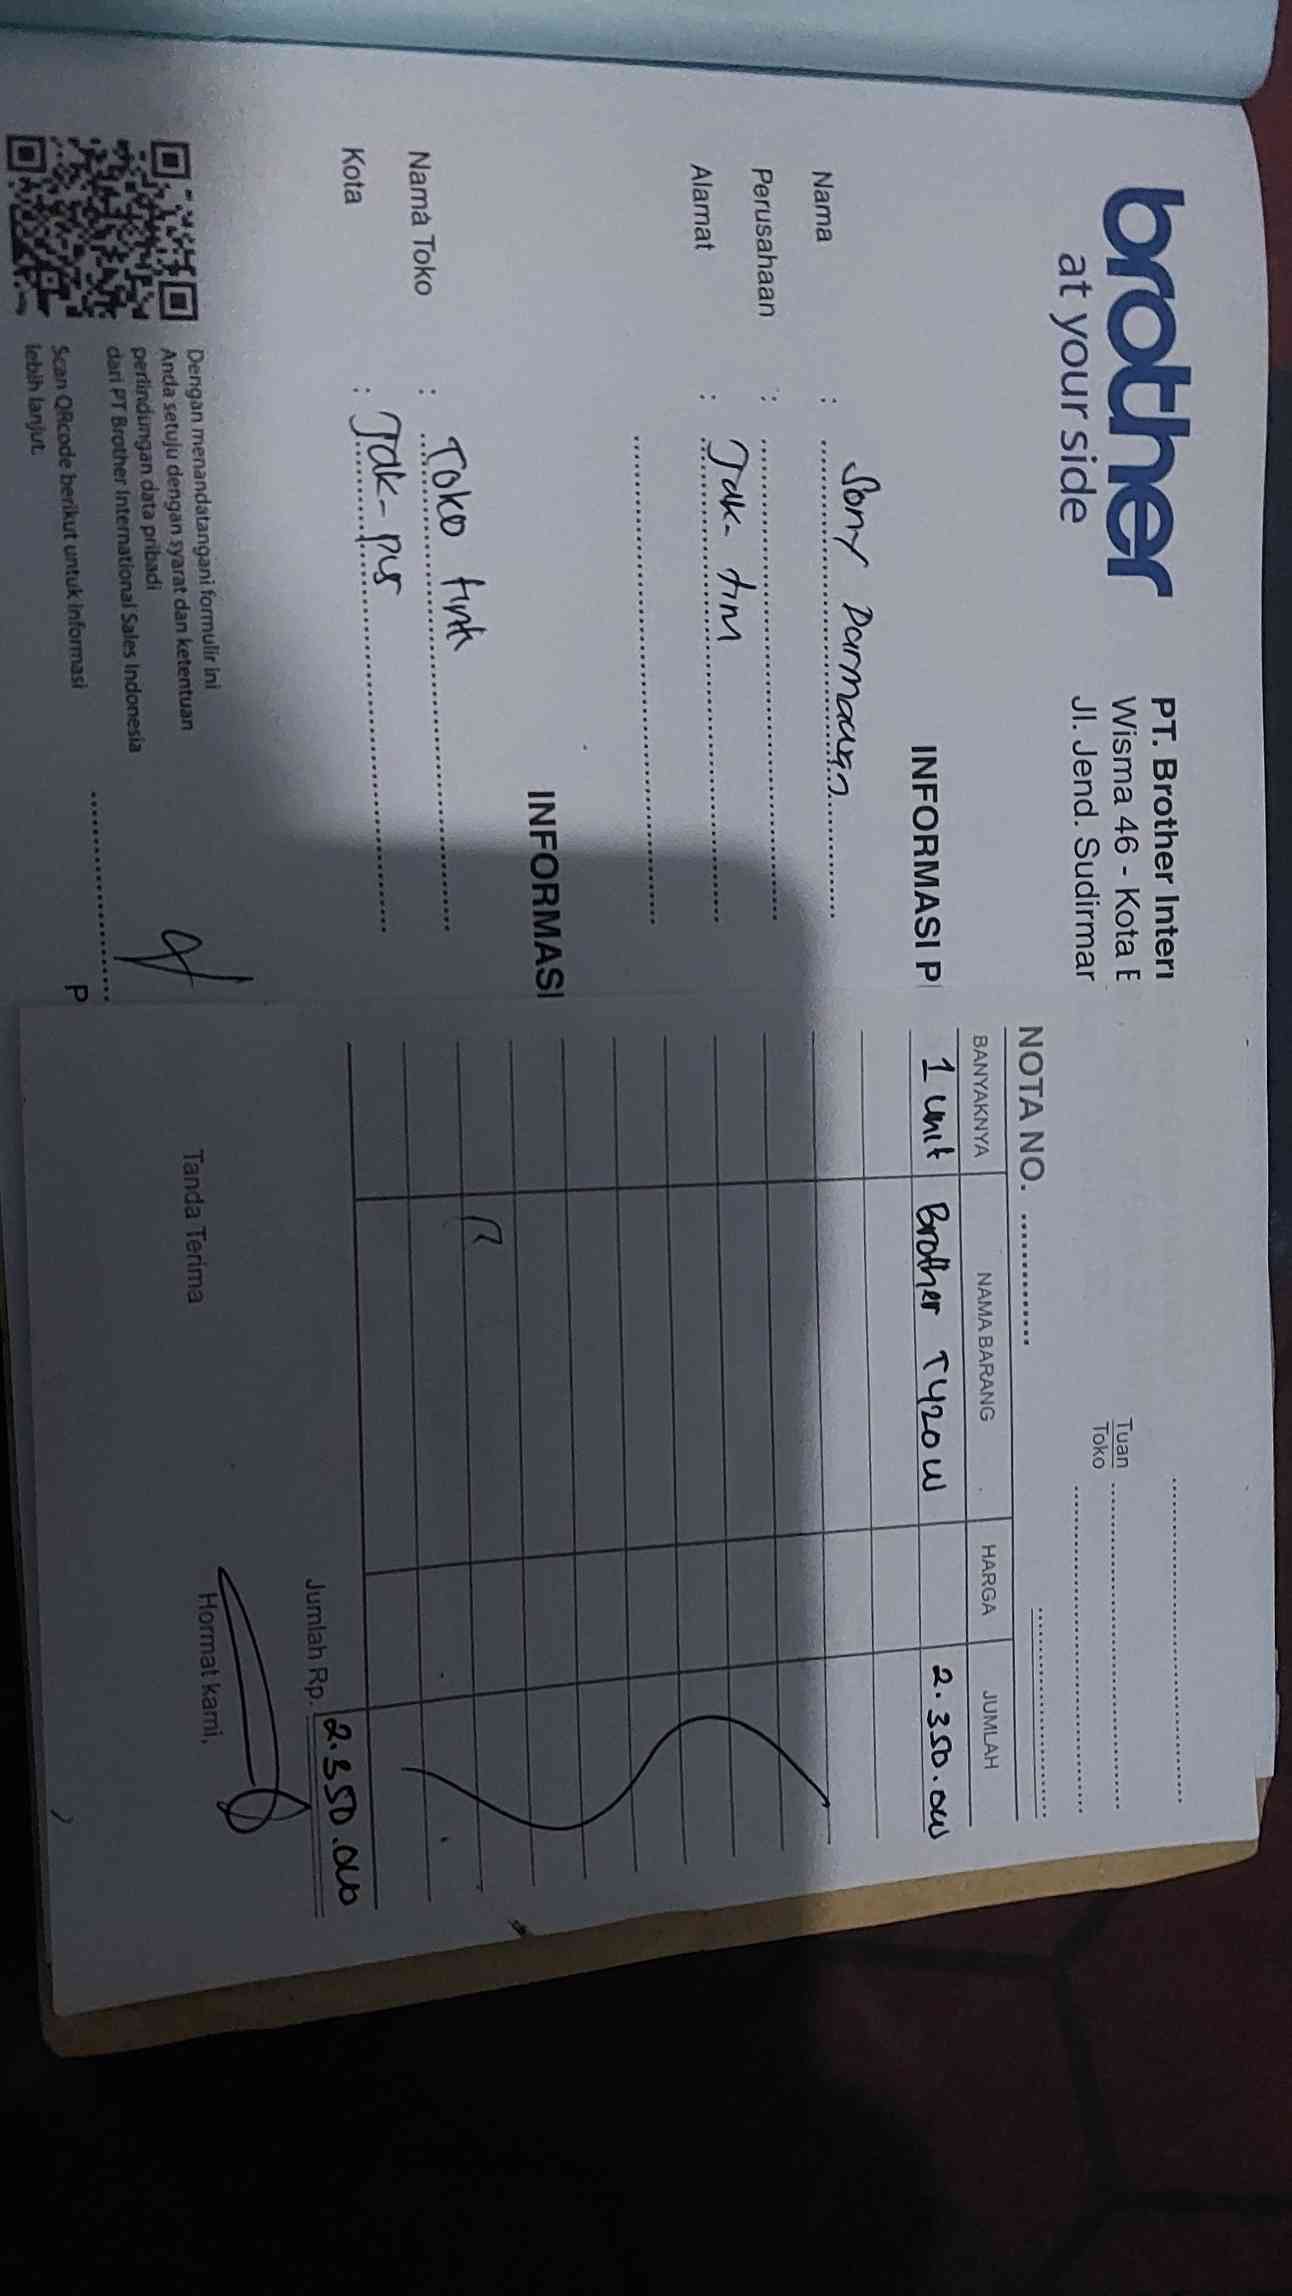 brother
at your side
PT. Brother Intern
Wisma 46 - Kota B
Jl. Jend. Sudirmar
INFORMASI P
Nama : Sony Darmawan
Perusahaan :
Alamat : Jak-tim
INFORMASI
Nama Toko : Toko
Kota : Jak-pus
Dengan menandatangani formulir ini
Anda setuju dengan syarat dan ketentuan
perlindungan data pribadi
dari PT Brother International Sales Indonesia
Scan QRcode berikut untuk informasi
lebih lanjut.
P
Tuan
Toko
NOTA NO.
BANYAKNYA NAMA BARANG HARGA JUMLAH
1 unit Brother T420W 2.350.000
Jumlah Rp. 2.350.000
Tanda Terima Hormat kami,